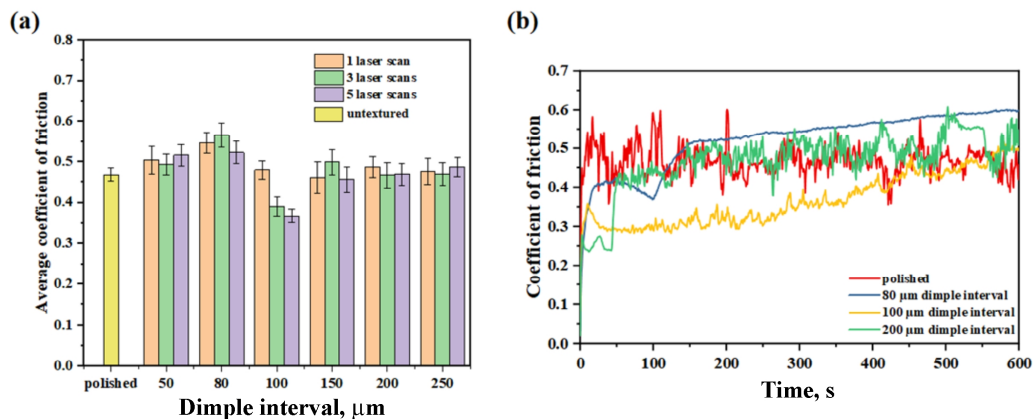 (a)
Average coefficient of friction
0.8
0.7
0.6
0.5
0.4
0.3
0.2
0.1
0.0
1 laser scan
3 laser scans
5 laser scans
untextured
polished 50 80 100 150 200 250
Dimple interval, μm
(b)
Coefficient of friction
0.7
0.6
0.5
0.4
0.3
0.2
0.1
0.0
polished
80 μm dimple interval
100 μm dimple interval
200 μm dimple interval
0 100 200 300 400 500 600
Time, s